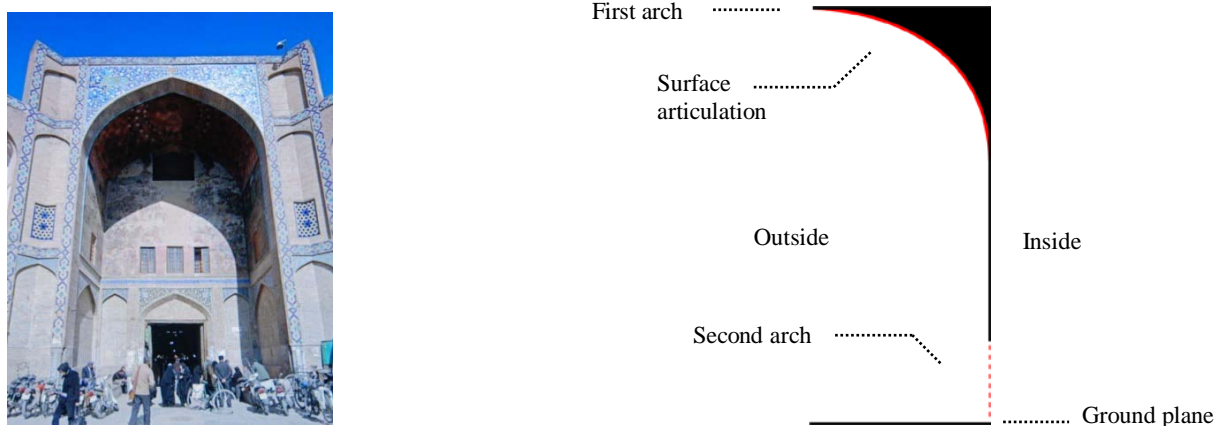 First arch
Surface
articulation
Outside
Inside
Second arch
Ground plane